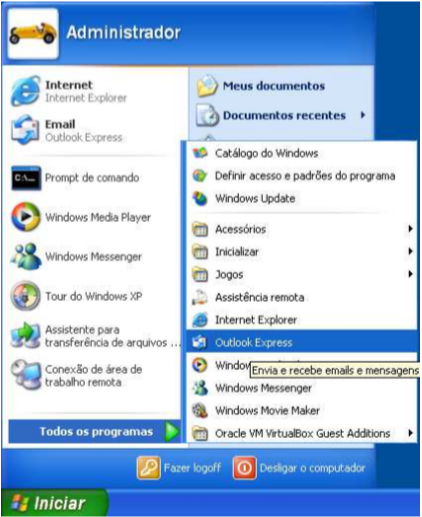 Administrador
Internet
Internet Explorer
Email
Outlook Express
C:\_
Prompt de comando
Windows Media Player
Windows Messenger
Tour do Windows XP
Assistente para
transferência de arquivos ...
Conexão de área de
trabalho remota
Todos os programas
Meus documentos
Documentos recentes
Catálogo do Windows
Definir acesso e padrões do programa
Windows Update
Acessórios
Inicializar
Jogos
Assistência remota
Internet Explorer
Outlook Express
Window
Envia e recebe emails e mensagens
Windows Messenger
Windows Movie Maker
Oracle VM VirtualBox Guest Additions
Fazer logoff
Desligar o computador
Iniciar